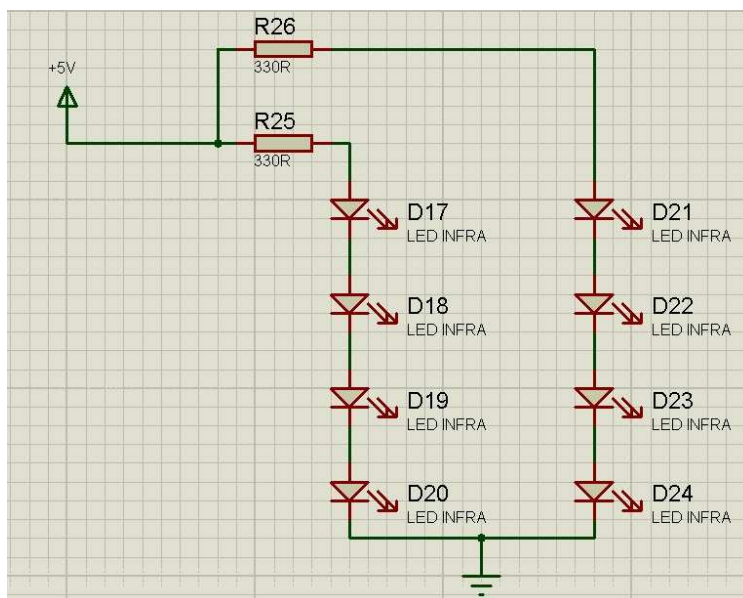 R26
330R
+5V
R25
330R
D17
LED INFRA
D21
LED INFRA
D18
LED INFRA
D22
LED INFRA
D19
LED INFRA
D23
LED INFRA
D20
LED INFRA
D24
LED INFRA